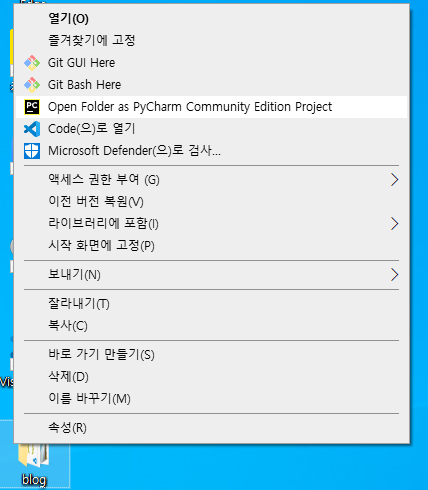 열기(O)
즐겨찾기에 고정
Git GUI Here
Git Bash Here
PC
Open Folder as PyCharm Community Edition Project
Code(으)로 열기
Microsoft Defender(으)로 검사...
액세스 권한 부여 (G)
이전 버전 복원(V)
라이브러리에 포함(I)
시작 화면에 고정(P)
보내기(N)
잘라내기(T)
복사(C)
바로 가기 만들기(S)
삭제(D)
이름 바꾸기(M)
속성(R)
blog